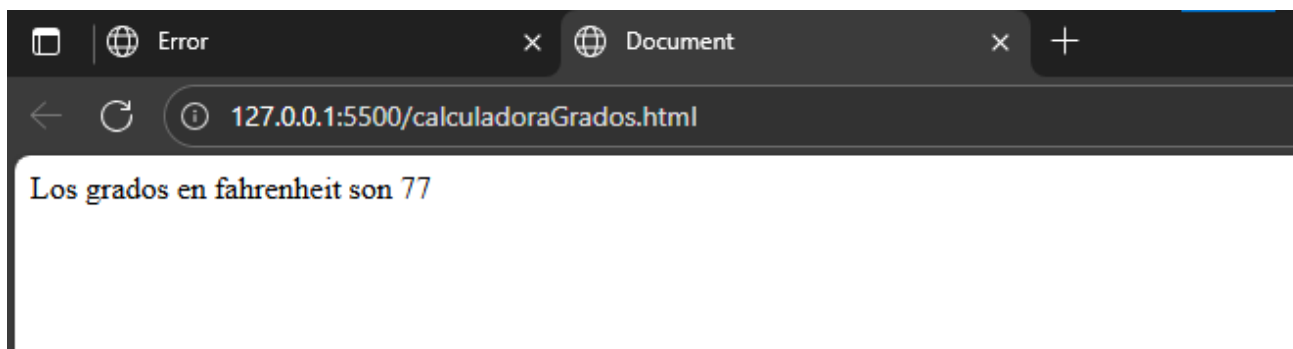 Error
Document
127.0.0.1:5500/calculadoraGrados.html
Los grados en fahrenheit son 77